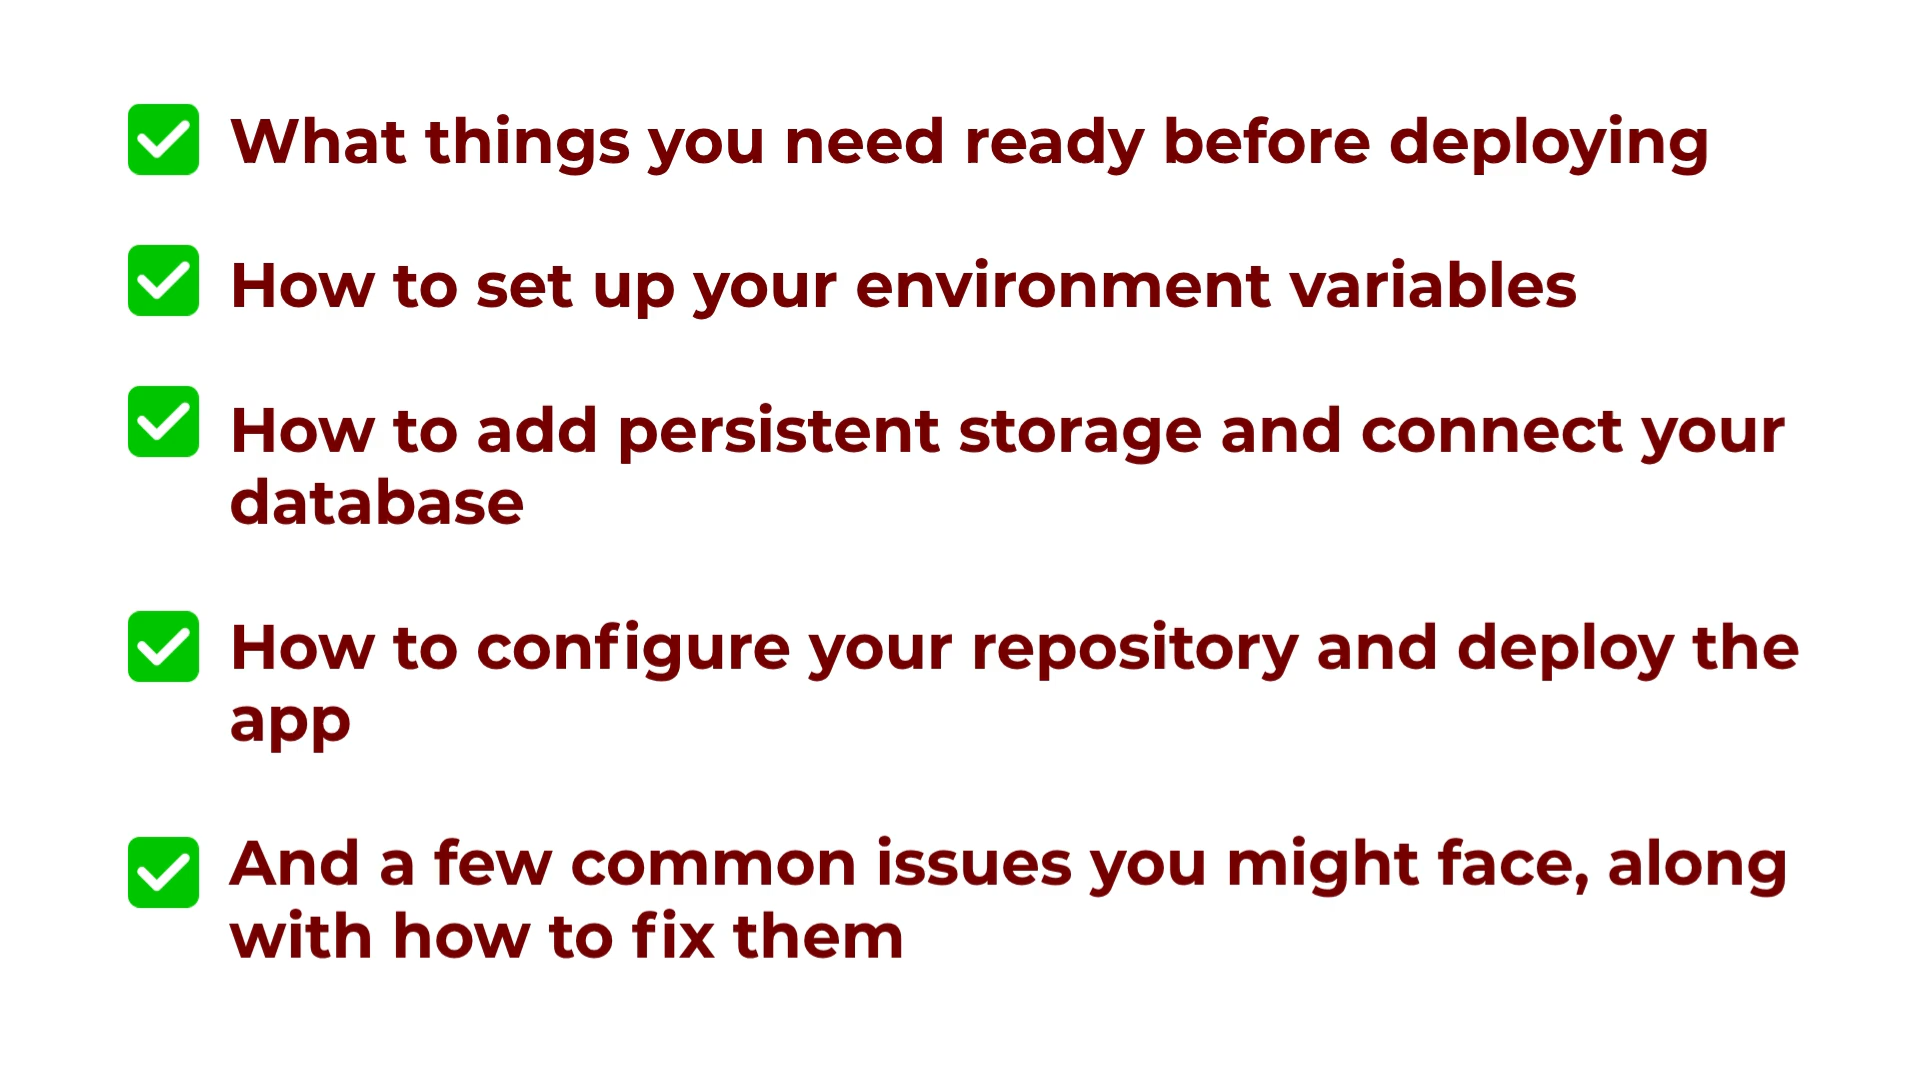 What things you need ready before deploying
How to set up your environment variables
How to add persistent storage and connect your
database
How to configure your repository and deploy the
app
And a few common issues you might face, along
with how to fix them